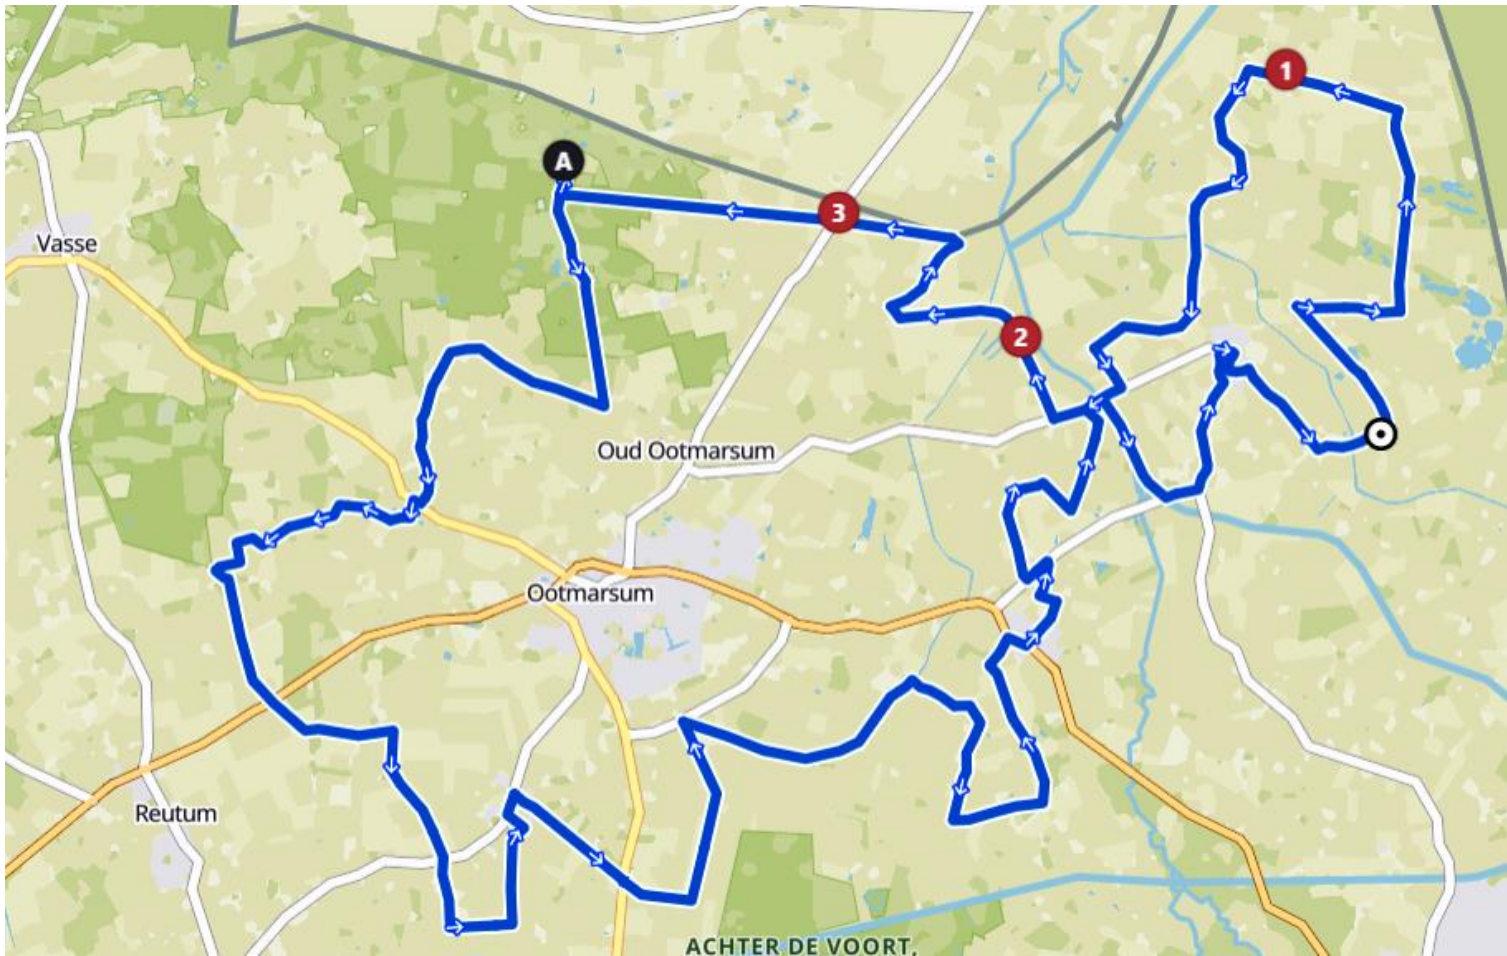 1
A
3
Vasse
2
Oud Ootmarsum
Ootmarsum
Reutum
ACHTER DE VOORT,